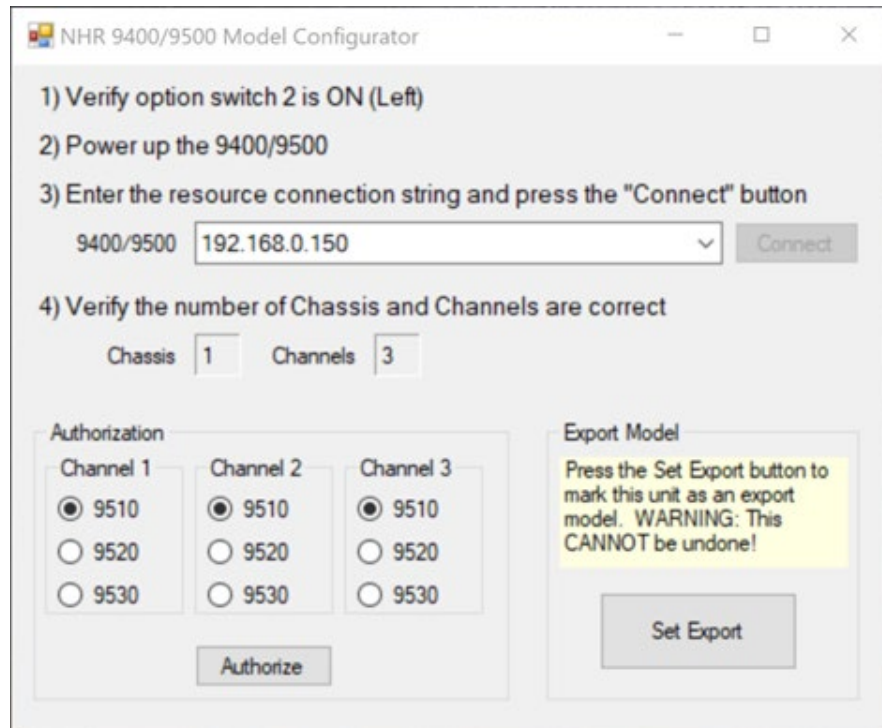 NHR 9400/9500 Model Configurator
1) Verify option switch 2 is ON (Left)
2) Power up the 9400/9500
3) Enter the resource connection string and press the "Connect" button
9400/9500 192.168.0.150 Connect
4) Verify the number of Chassis and Channels are correct
Chassis 1 Channels 3
Authorization
Channel 1
9510
9520
9530
Channel 2
9510
9520
9530
Channel 3
9510
9520
9530
Authorize
Export Model
Press the Set Export button to
mark this unit as an export
model. WARNING: This
CANNOT be undone!
Set Export